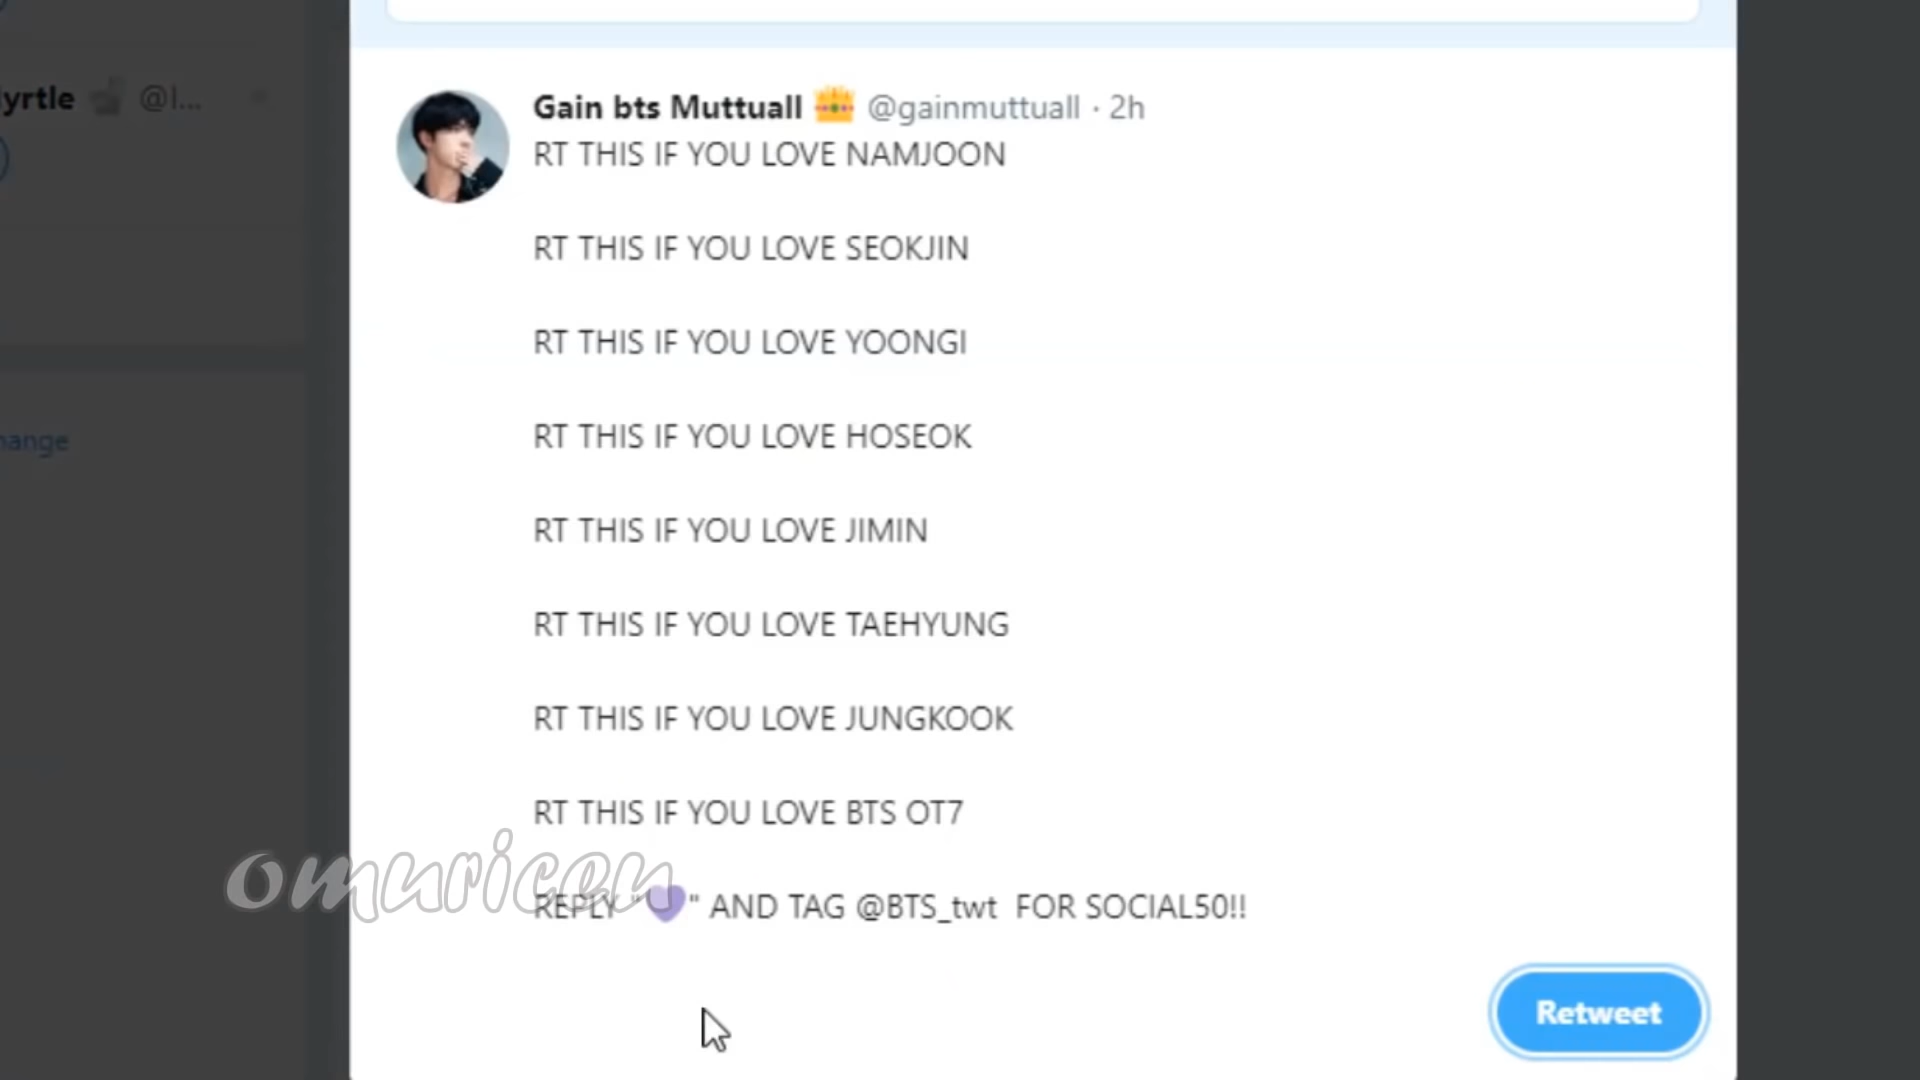 yrtle @l...
Gain bts Muttuall 👑 @gainmuttuall · 2h
RT THIS IF YOU LOVE NAMJOON
RT THIS IF YOU LOVE SEOKJIN
RT THIS IF YOU LOVE YOONGI
hange
RT THIS IF YOU LOVE HOSEOK
RT THIS IF YOU LOVE JIMIN
RT THIS IF YOU LOVE TAEHYUNG
RT THIS IF YOU LOVE JUNGKOOK
RT THIS IF YOU LOVE BTS OT7
omuricen
REPLY "💜" AND TAG @BTS_twt FOR SOCIAL50!!
Retweet